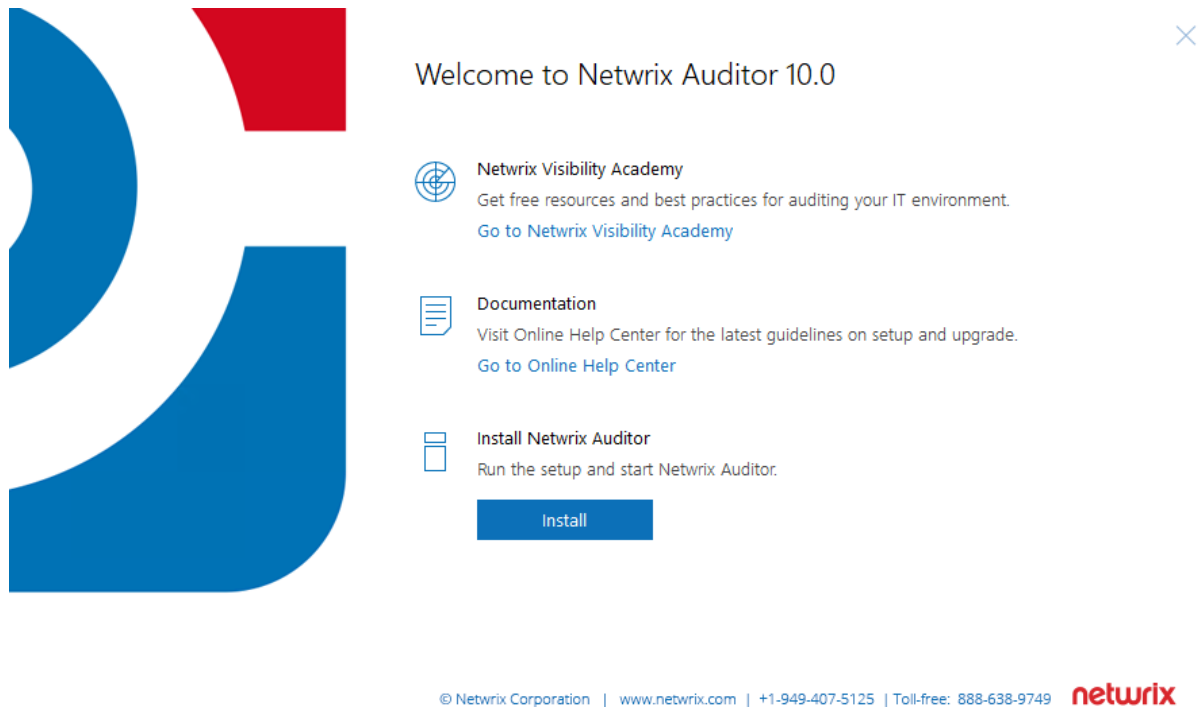 Welcome to Netwrix Auditor 10.0
Netwrix Visibility Academy
Get free resources and best practices for auditing your IT environment.
Go to Netwrix Visibility Academy
Documentation
Visit Online Help Center for the latest guidelines on setup and upgrade.
Go to Online Help Center
Install Netwrix Auditor
Run the setup and start Netwrix Auditor.
Install
© Netwrix Corporation | www.netwrix.com | +1-949-407-5125 | Toll-free: 888-638-9749 netwrix